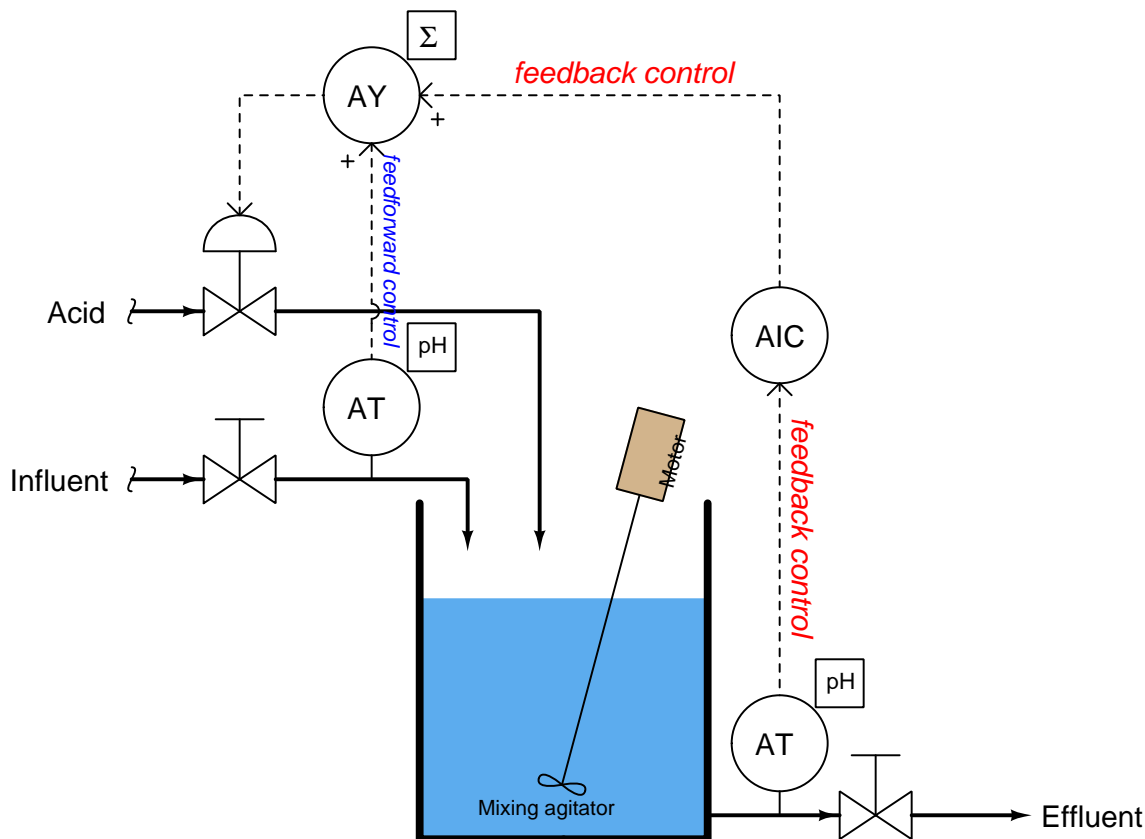 Σ
AY
feedback control
+
+
feedforward control
Acid
pH
AIC
AT
Influent
Motor
feedback control
pH
AT
Mixing agitator
Effluent